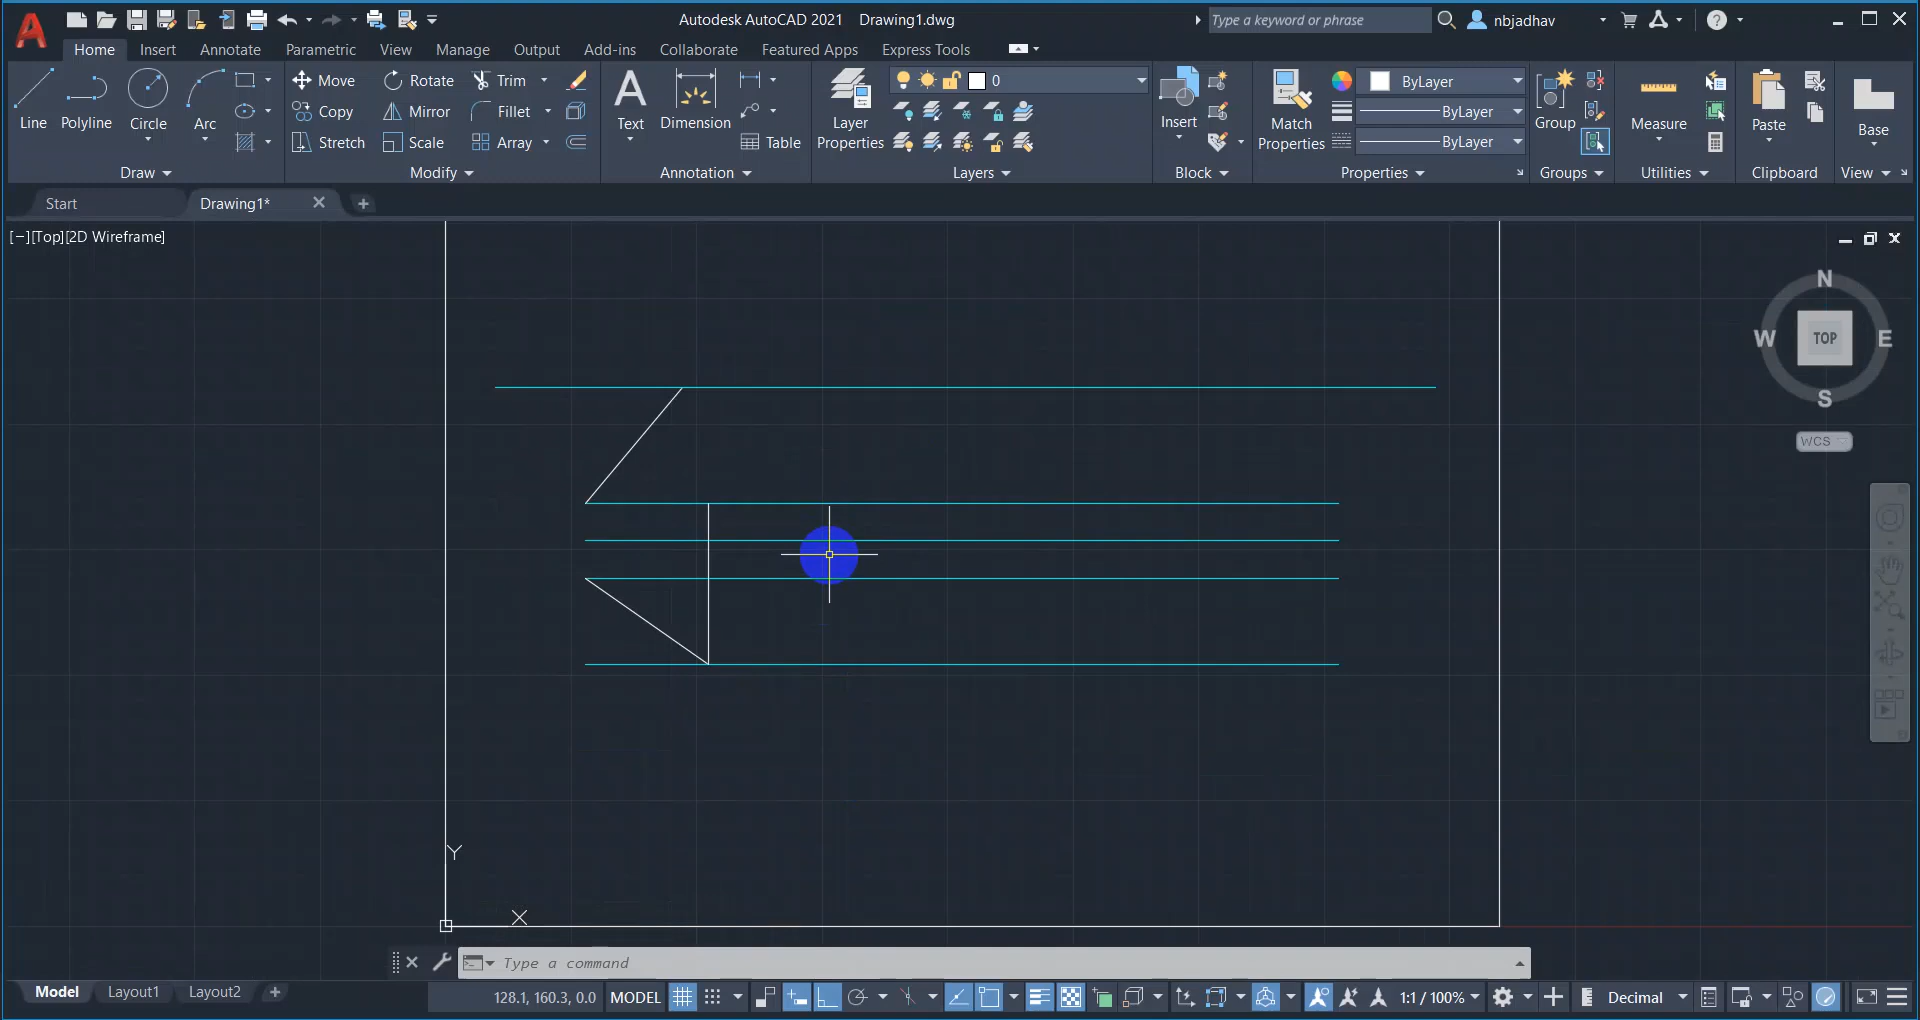 Autodesk AutoCAD 2021 Drawing1.dwg
Type a keyword or phrase
nbjadhav
Home Insert Annotate Parametric View Manage Output Add-ins Collaborate Featured Apps Express Tools
Line Polyline Circle Arc
Draw
Move Rotate Trim
Copy Mirror Fillet
Stretch Scale Array
Modify
Text Dimension
Table
Annotation
Layer Properties
0
Layers
Insert
Block
Match Properties
ByLayer
ByLayer
ByLayer
Properties
Group
Groups
Measure
Utilities
Paste
Clipboard
Base
View
Start Drawing1*
[−][Top][2D Wireframe]
N
W TOP E
S
WCS
Y
X
Type a command
Model Layout1 Layout2
128.1, 160.3, 0.0 MODEL 1:1 / 100% Decimal